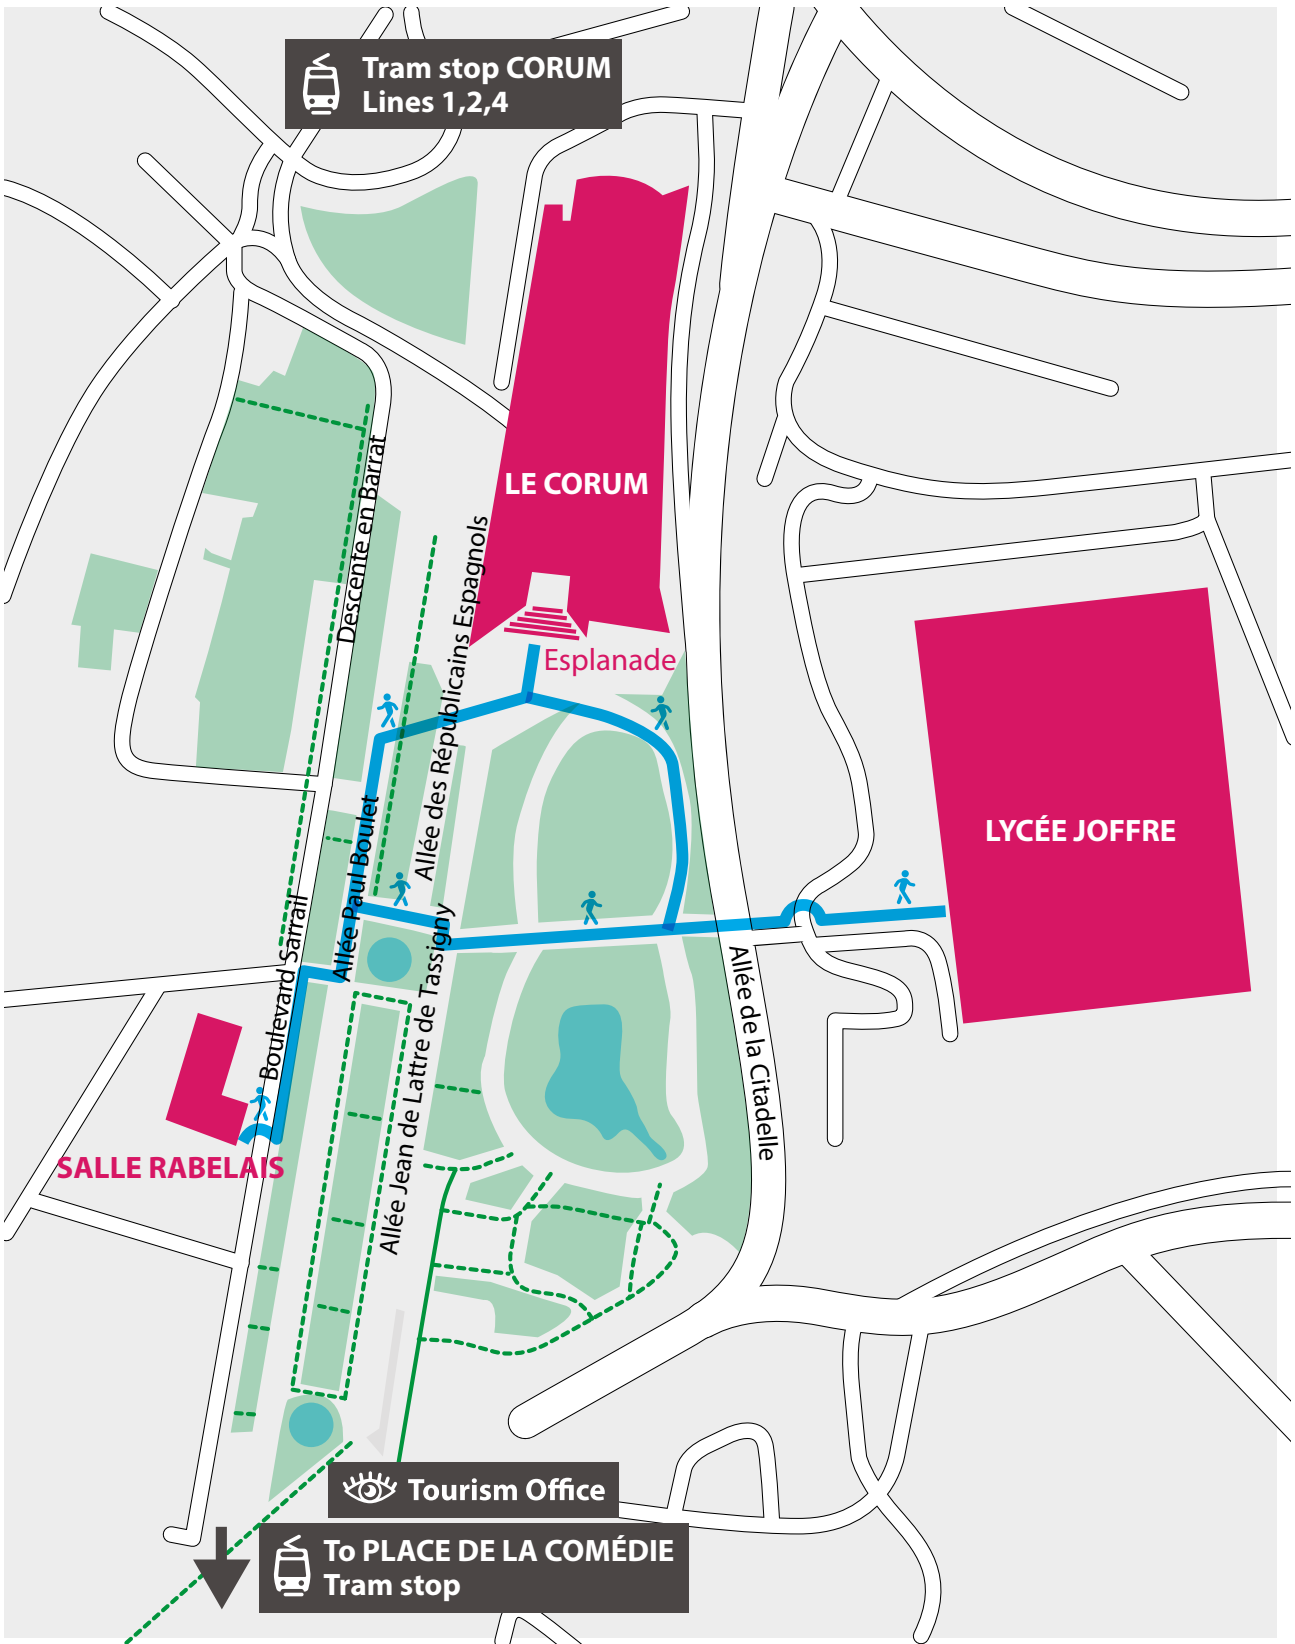 Tram stop CORUM
Lines 1,2,4
LE CORUM
Descente en Barrat
Allée des Républicains Espagnols
Esplanade
LYCÉE JOFFRE
Allée Paul Boulet
Boulevard Sarrail
Allée Jean de Lattre de Tassigny
Allée de la Citadelle
SALLE RABELAIS
Tourism Office
To PLACE DE LA COMÉDIE
Tram stop